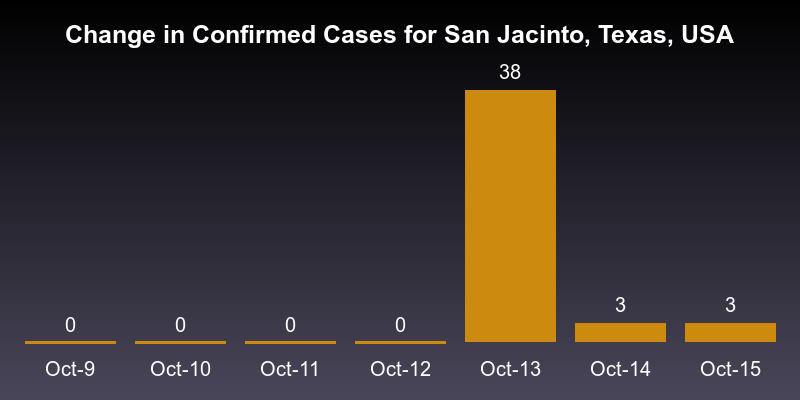 Change in Confirmed Cases for San Jacinto, Texas, USA
38
0 0 0 0 3 3
Oct-9 Oct-10 Oct-11 Oct-12 Oct-13 Oct-14 Oct-15